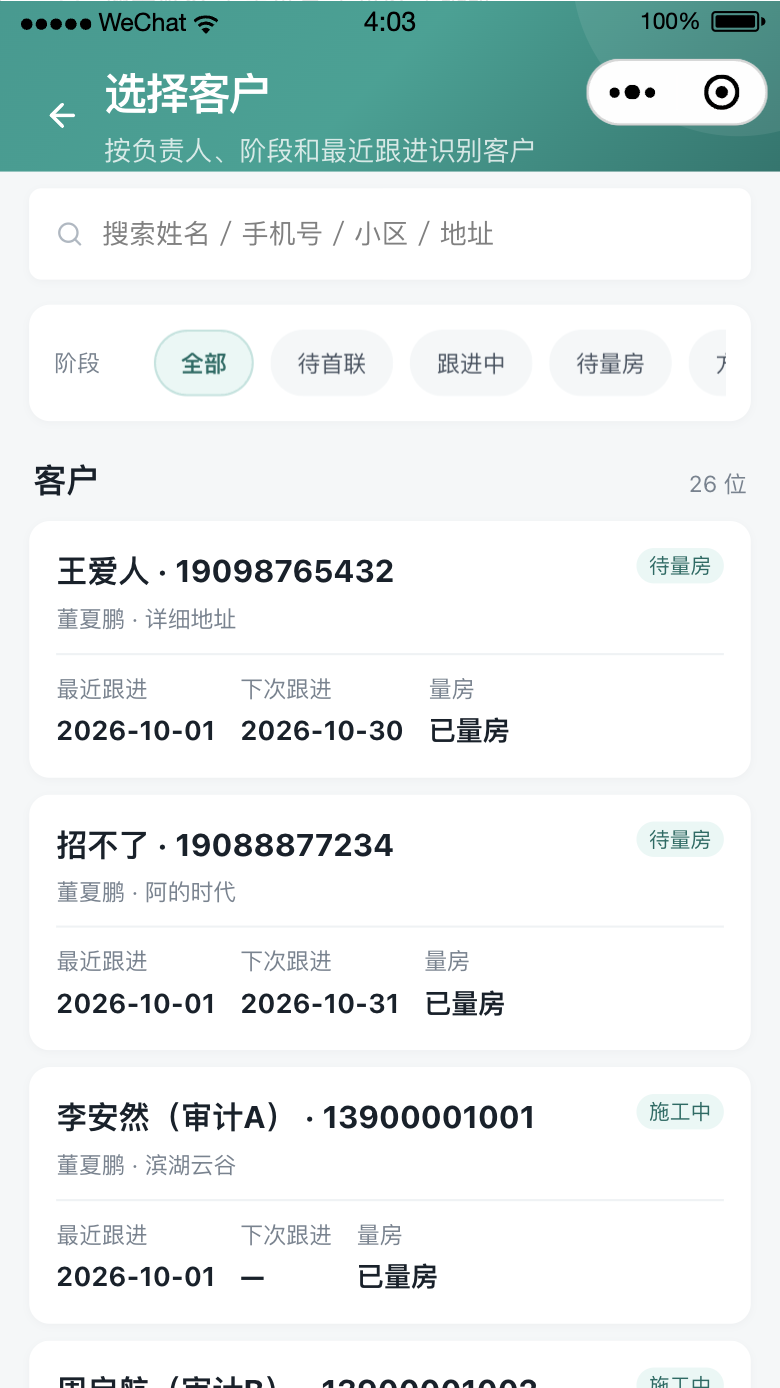 WeChat 4:03 100%
选择客户
按负责人、阶段和最近跟进识别客户
搜索姓名 / 手机号 / 小区 / 地址
阶段 全部 待首联 跟进中 待量房
客户 26 位
王爱人 · 19098765432 待量房
董夏鹏 · 详细地址
最近跟进 下次跟进 量房
2026-10-01 2026-10-30 已量房
招不了 · 19088877234 待量房
董夏鹏 · 阿的时代
最近跟进 下次跟进 量房
2026-10-01 2026-10-31 已量房
李安然（审计A） · 13900001001 施工中
董夏鹏 · 滨湖云谷
最近跟进 下次跟进 量房
2026-10-01 — 已量房
施工中